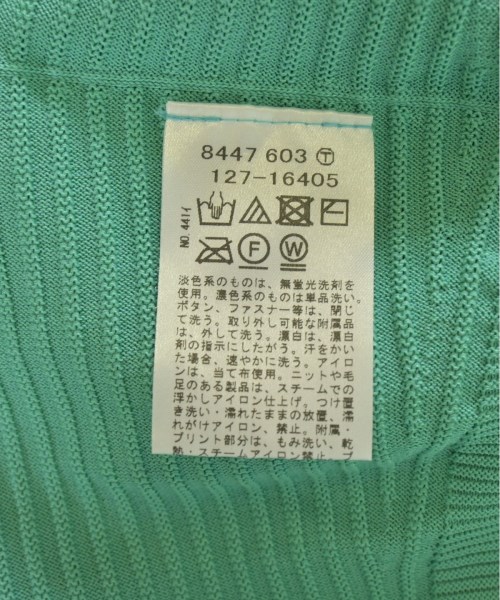 8447 603 Ⓣ
127-16405
NO.441イ
F W
淡色系のものは、無蛍光洗剤を
使用。濃色系のものは単品洗い。
ボタン、ファスナー等は、閉じ
て洗う。取り外し可能な附属品
は、外して洗う。漂白は、漂白
剤の指示にしたがう。汗をかい
た場合、速やかに洗う。アイロ
ンは、当て布使用。ニットや毛
足のある製品は、スチームでの
浮かしアイロン仕上げ。つけ置
き洗い・濡れたままの放置、濡
れがけアイロン、禁止。附属・
プリント部分は、もみ洗い、乾
熱・スチームアイロン禁止。プ